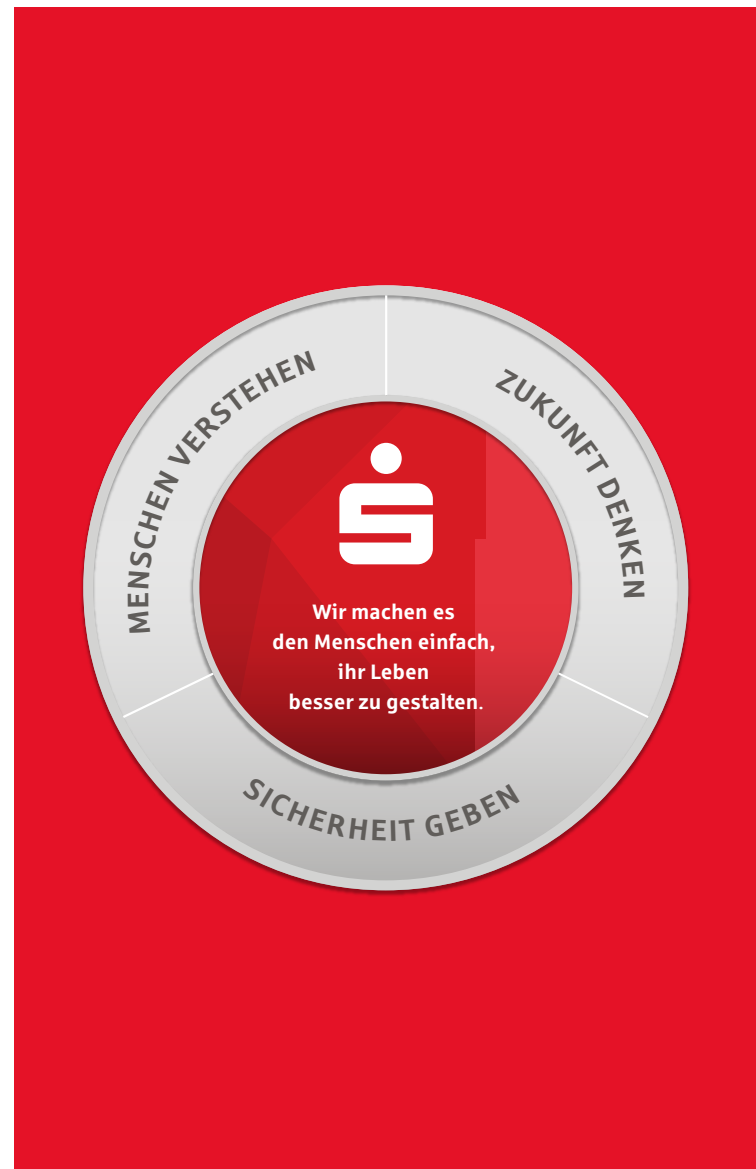 MENSCHEN VERSTEHEN
ZUKUNFT DENKEN
Wir machen es
den Menschen einfach,
ihr Leben
besser zu gestalten.
SICHERHEIT GEBEN